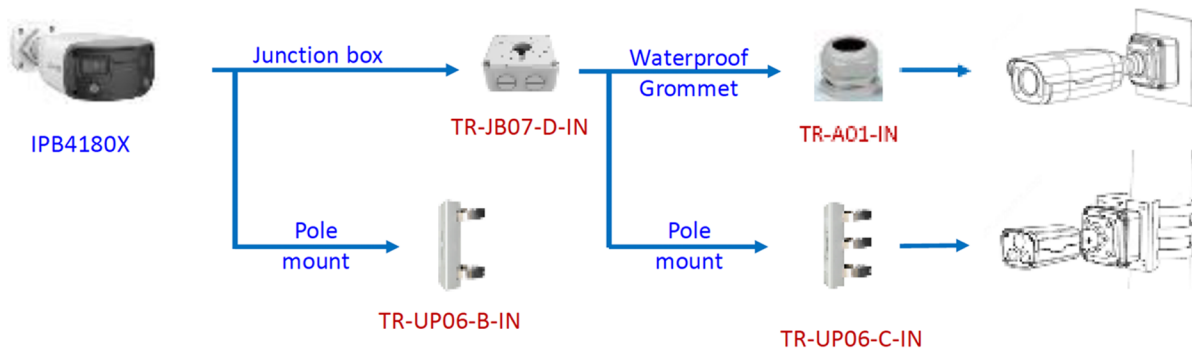 Junction box
Waterproof
Grommet
IPB4180X
TR-JB07-D-IN
TR-A01-IN
Pole
mount
Pole
mount
TR-UP06-B-IN
TR-UP06-C-IN